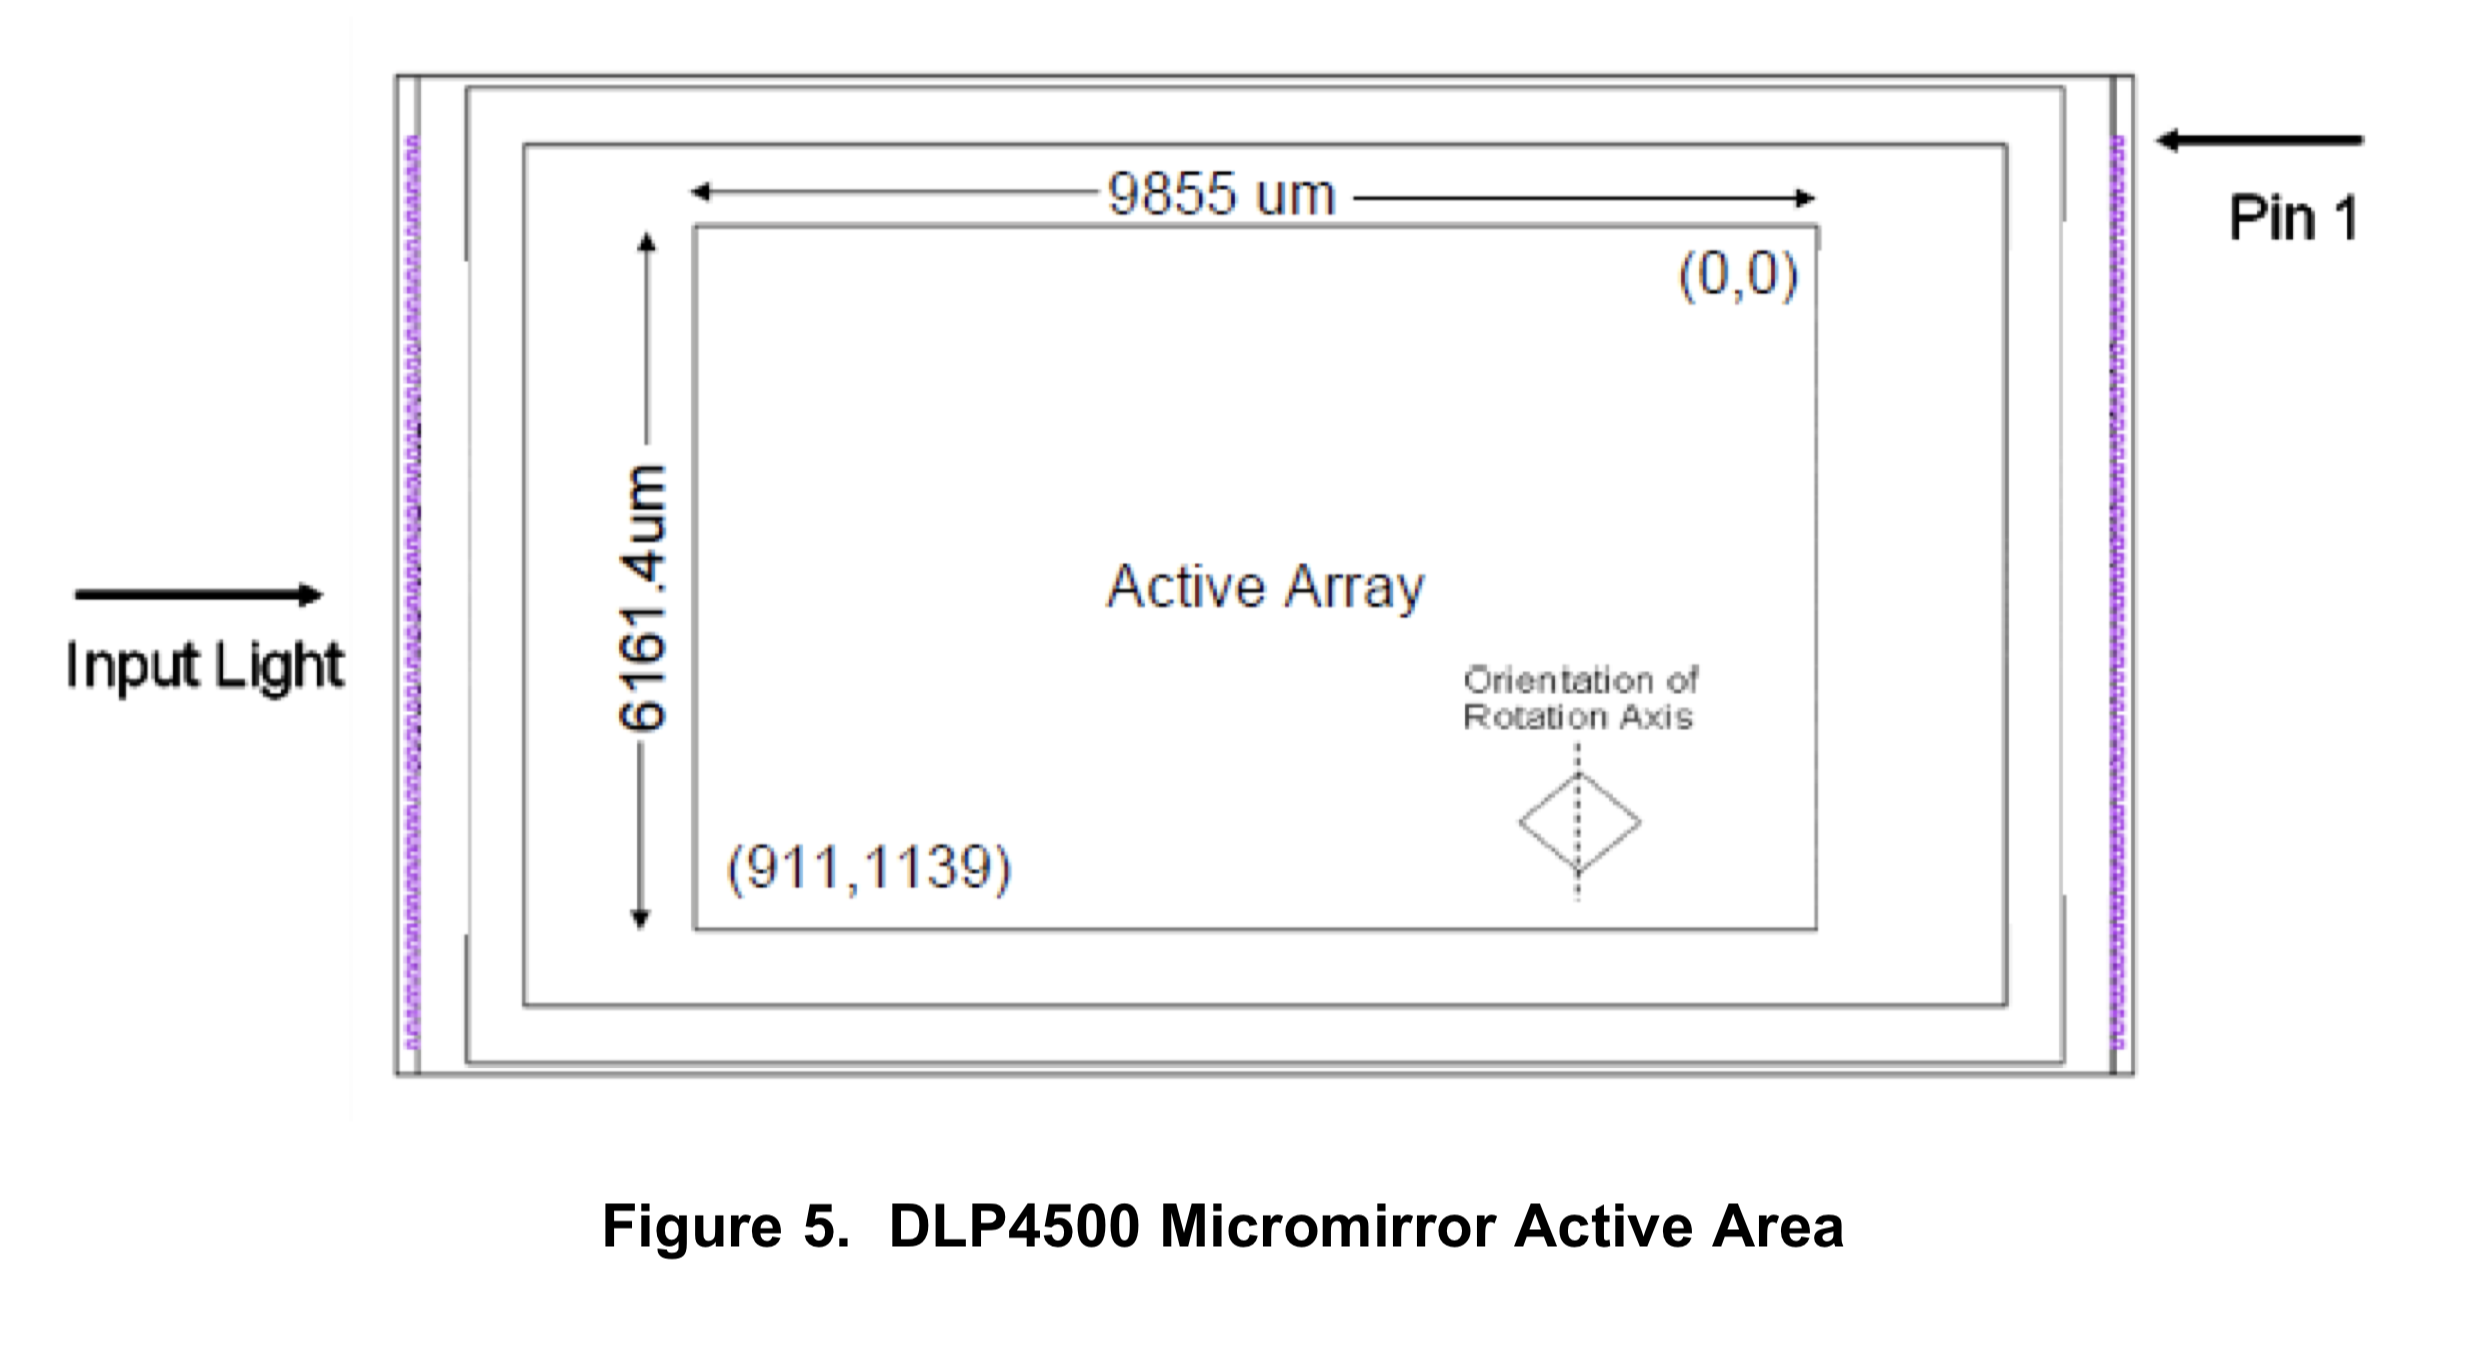 9855 um
Pin 1
(0,0)
6161.4um
Active Array
Input Light
Orientation of
Rotation Axis
(911,1139)
Figure 5. DLP4500 Micromirror Active Area